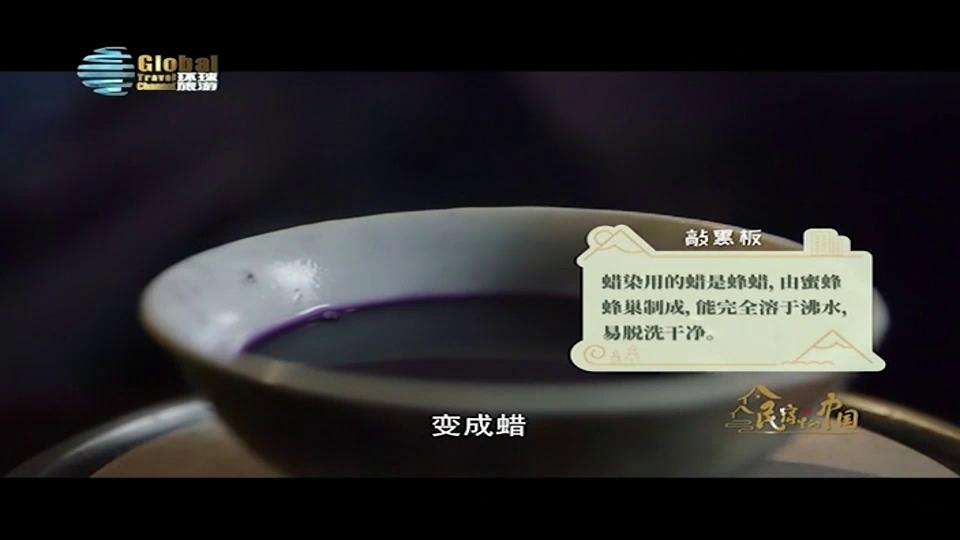 Global
Travel 环球
Channel 旅游
敲黑板
蜡染用的蜡是蜂蜡，由蜜蜂
蜂巢制成，能完全溶于沸水，
易脱洗干净。
民宿里的中国
变成蜡